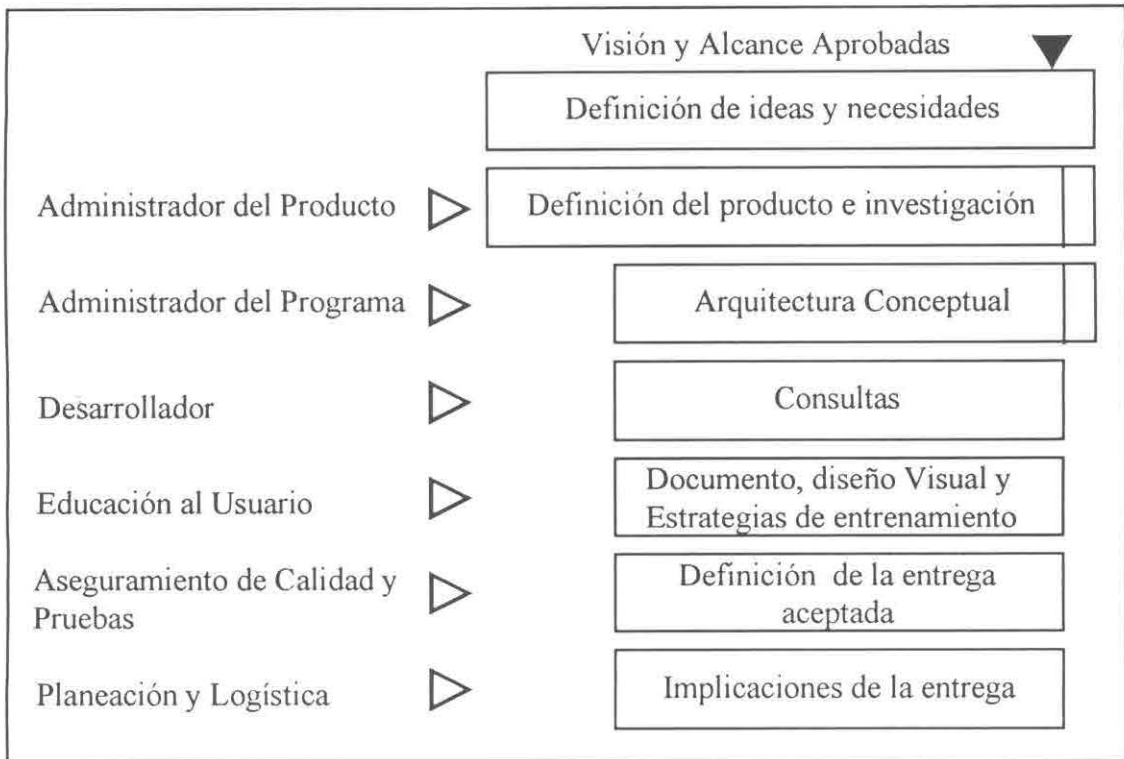 Visión y Alcance Aprobadas
Definición de ideas y necesidades
Administrador del Producto
Definición del producto e investigación
Administrador del Programa
Arquitectura Conceptual
Desarrollador
Consultas
Educación al Usuario
Documento, diseño Visual y
Estrategias de entrenamiento
Aseguramiento de Calidad y
Pruebas
Definición de la entrega
aceptada
Planeación y Logística
Implicaciones de la entrega